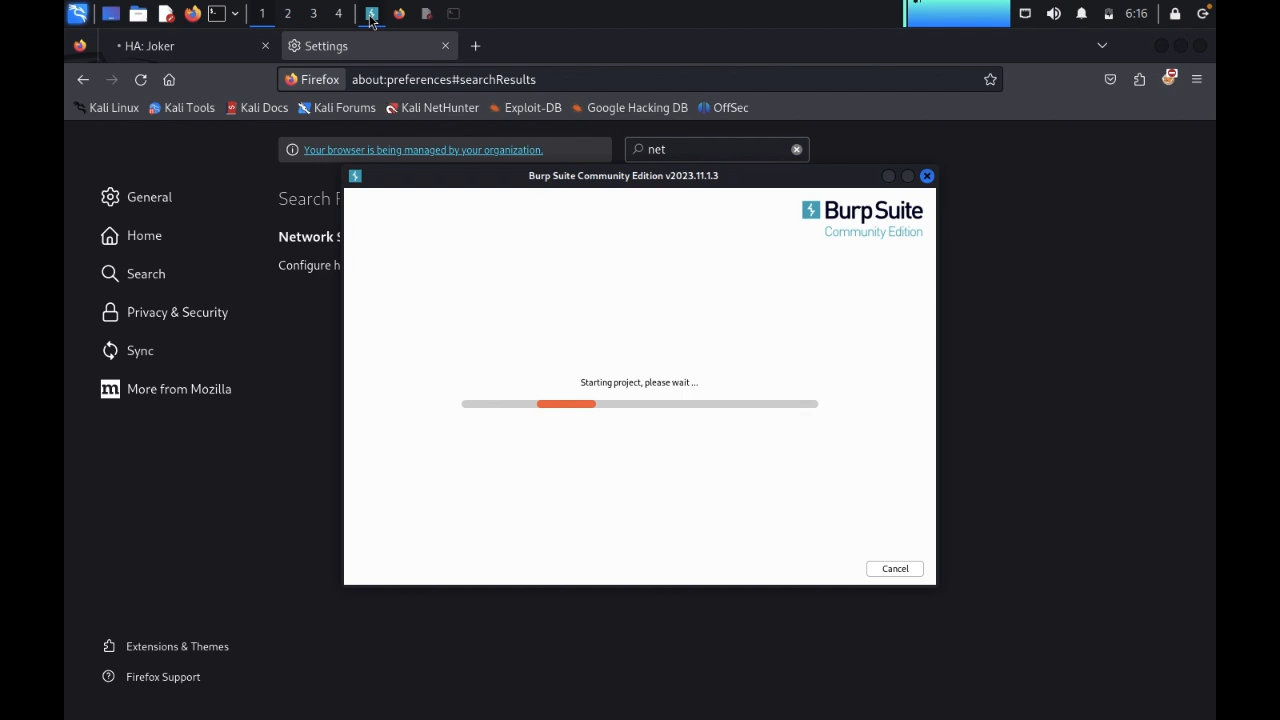 1 2 3 4
6:16
HA: Joker
Settings
Firefox about:preferences#searchResults
Kali Linux Kali Tools Kali Docs Kali Forums Kali NetHunter Exploit-DB Google Hacking DB OffSec
Your browser is being managed by your organization.
net
General
Home
Search
Privacy & Security
Sync
More from Mozilla
Extensions & Themes
Firefox Support
Search
Network
Configure
Burp Suite Community Edition v2023.11.1.3
Burp Suite
Community Edition
Starting project, please wait ...
Cancel